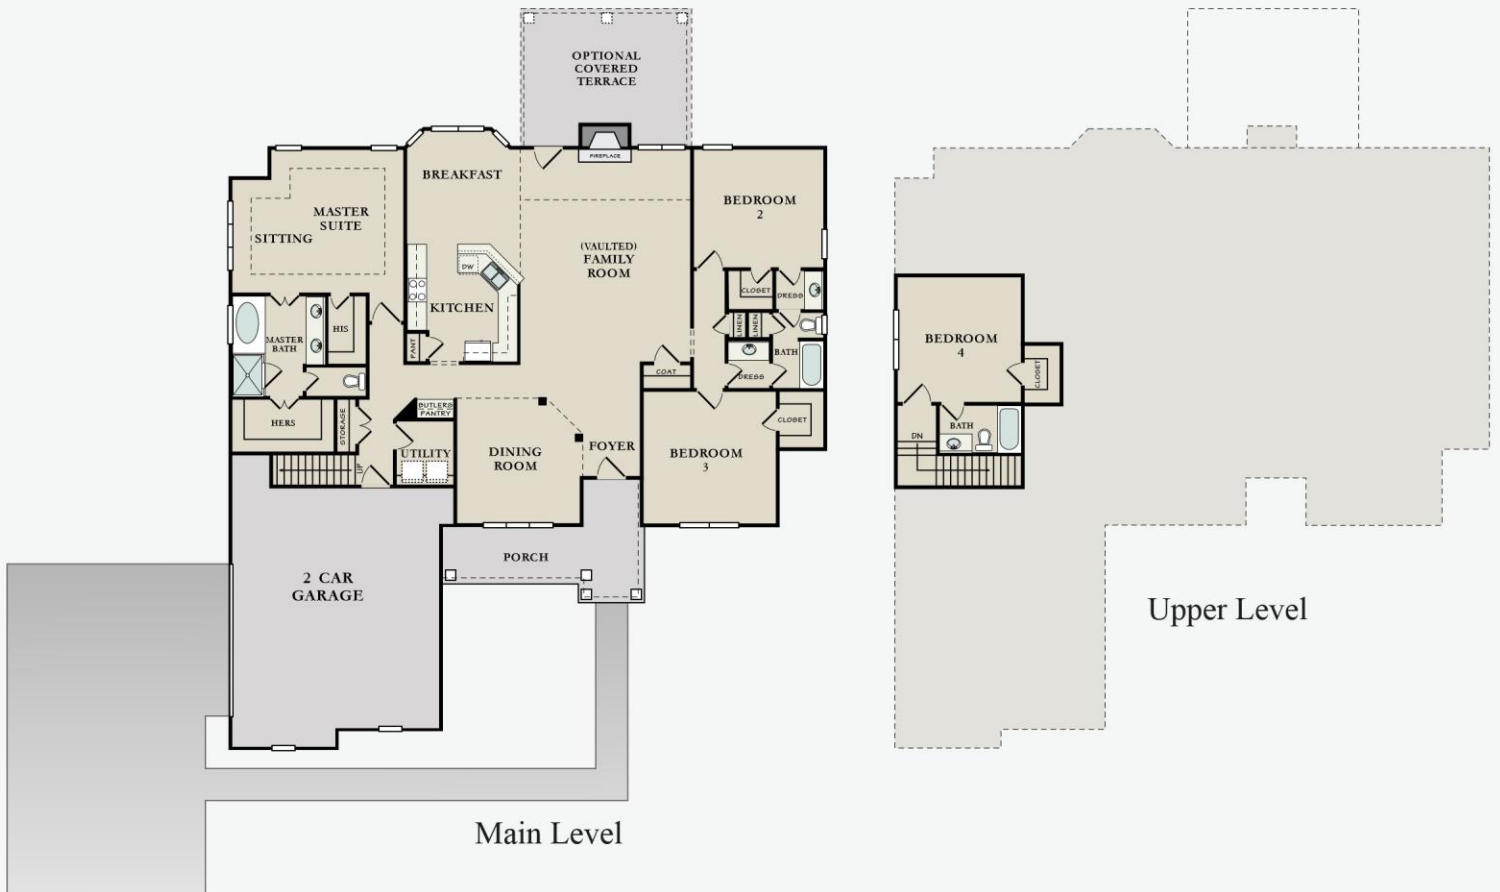 OPTIONAL
COVERED
TERRACE
FIREPLACE
BREAKFAST
MASTER
SUITE
SITTING
BEDROOM
2
(VAULTED)
FAMILY
ROOM
DW
KITCHEN
CLOSET
DRESS
LINEN
LINEN
HIS
MASTER
BATH
PANT
BATH
DRESS
COAT
HERS
STORAGE
BUTLERS
PANTRY
CLOSET
UTILITY
UP
DINING
ROOM
FOYER
BEDROOM
3
PORCH
2 CAR
GARAGE
Main Level
BEDROOM
4
CLOSET
BATH
DN
Upper Level